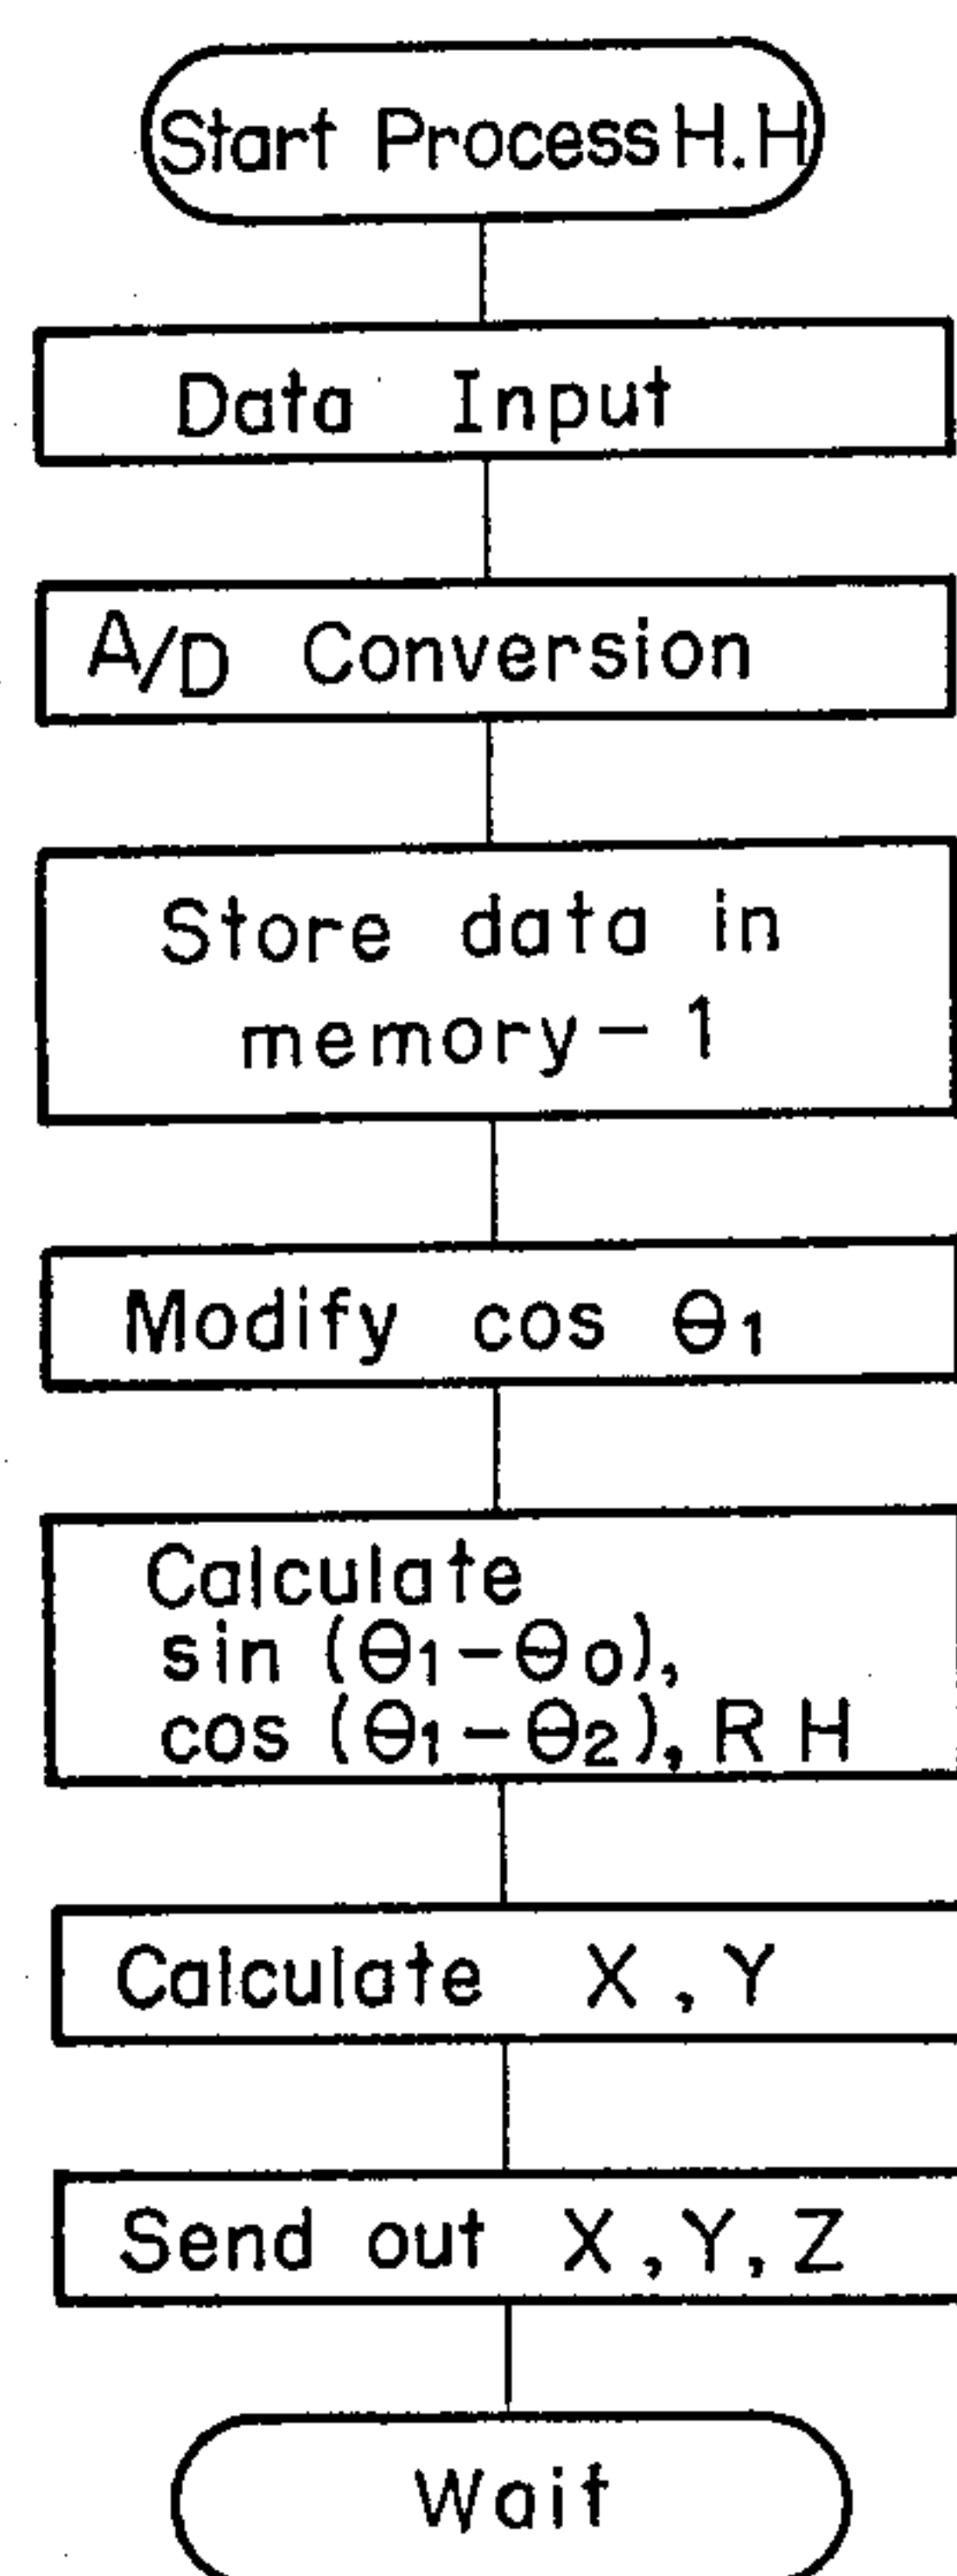 Start Process H.H
Data Input
A/D Conversion
Store data in
memory-1
Modify cos θ1
Calculate
sin (θ1-θ0),
cos (θ1-θ2), R H
Calculate X, Y
Send out X, Y, Z
Wait